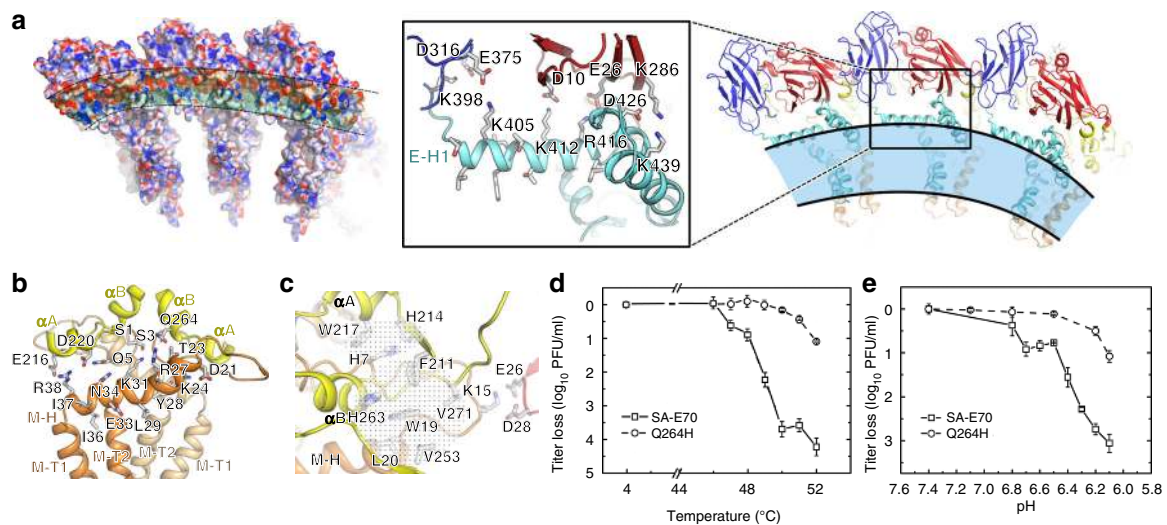 a
D316
E375
D10
E26
K286
K398
D426
K405
K412
R416
E-H1
K439
b
αB
αB
αA
S1
S3
Q264
αA
D220
T23
E216
Q5
R27
D21
R38
K31
K24
N34
Y28
I37
M-H
E33
L29
I36
M-T2
M-T2
M-T1
M-T1
c
αA
H214
W217
H7
F211
E26
K15
αB
H263
V271
W19
D28
M-H
L20
V253
d
Titer loss (log10 PFU/ml)
0
1
2
3
4
5
SA-E70
Q264H
4
44
48
52
Temperature (°C)
e
Titer loss (log10 PFU/ml)
0
1
2
3
SA-E70
Q264H
7.6 7.4 7.2 7.0 6.8 6.6 6.4 6.2 6.0 5.8
pH